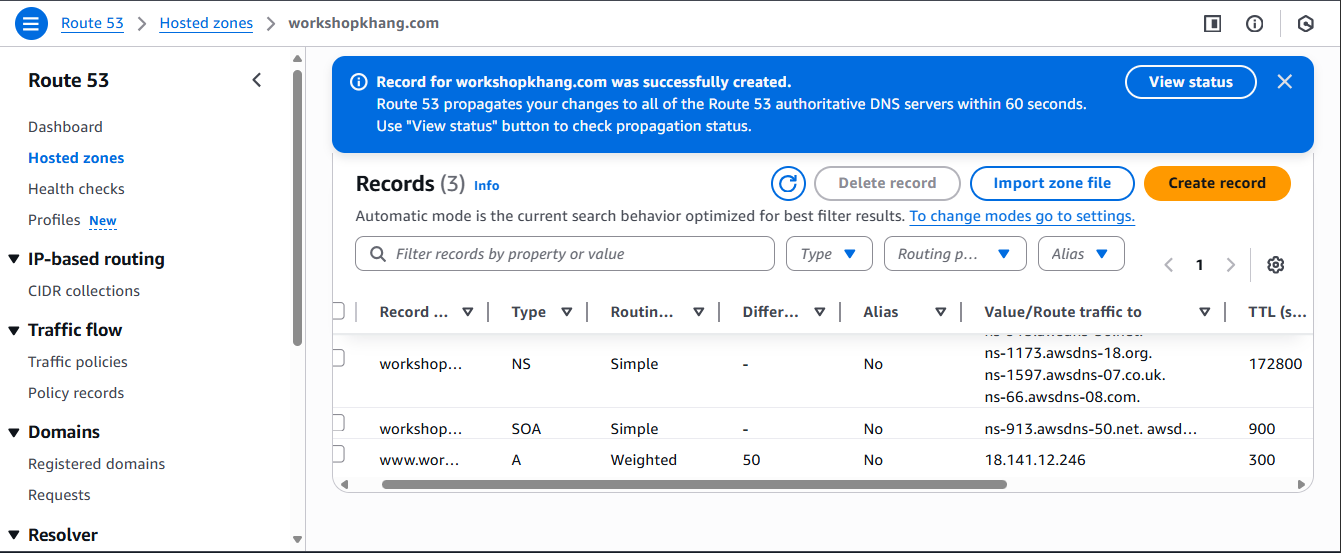 Route 53 > Hosted zones > workshopkhang.com
Route 53
Dashboard
Hosted zones
Health checks
Profiles New
IP-based routing
CIDR collections
Traffic flow
Traffic policies
Policy records
Domains
Registered domains
Requests
Resolver
Record for workshopkhang.com was successfully created.
Route 53 propagates your changes to all of the Route 53 authoritative DNS servers within 60 seconds.
Use "View status" button to check propagation status.
View status
Records (3) Info
Delete record
Import zone file
Create record
Automatic mode is the current search behavior optimized for best filter results. To change modes go to settings.
Filter records by property or value
Type
Routing p...
Alias
1
Record ... Type Routin... Differ... Alias Value/Route traffic to TTL (s...
workshop... NS Simple - No
ns-1173.awsdns-18.org.
ns-1597.awsdns-07.co.uk.
ns-66.awsdns-08.com.
172800
workshop... SOA Simple - No ns-913.awsdns-50.net. awsd... 900
www.wor... A Weighted 50 No 18.141.12.246 300